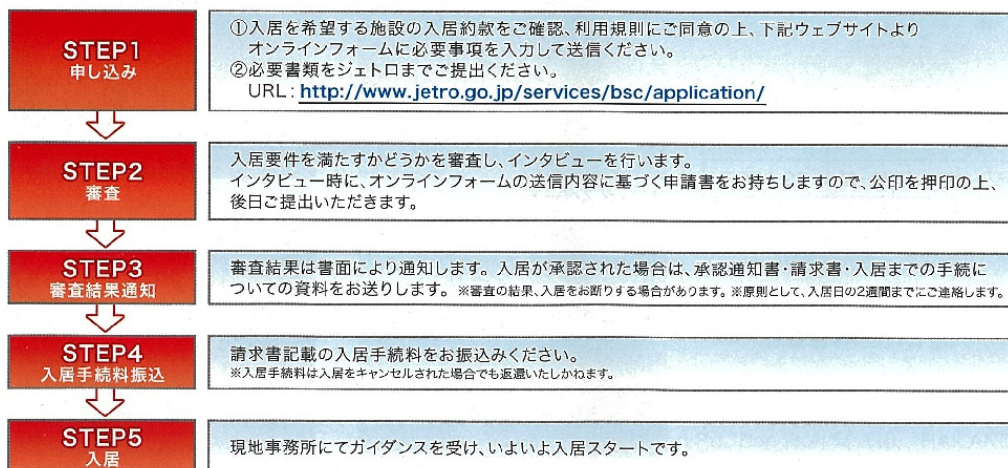 STEP1
申し込み
①入居を希望する施設の入居約款をご確認、利用規則にご同意の上、下記ウェブサイトより
オンラインフォームに必要事項を入力して送信ください。
②必要書類をジェトロまでご提出ください。
URL:http://www.jetro.go.jp/services/bsc/application/
STEP2
審査
入居要件を満たすかどうかを審査し、インタビューを行います。
インタビュー時に、オンラインフォームの送信内容に基づく申請書をお持ちしますので、公印を押印の上、
後日ご提出いただきます。
STEP3
審査結果通知
審査結果は書面により通知します。入居が承認された場合は、承認通知書・請求書・入居までの手続に
ついての資料をお送りします。※審査の結果、入居をお断りする場合があります。※原則として、入居日の2週間までにご連絡します。
STEP4
入居手続料振込
請求書記載の入居手続料をお振込みください。
※入居手続料は入居をキャンセルされた場合でも返還いたしかねます。
STEP5
入居
現地事務所にてガイダンスを受け、いよいよ入居スタートです。